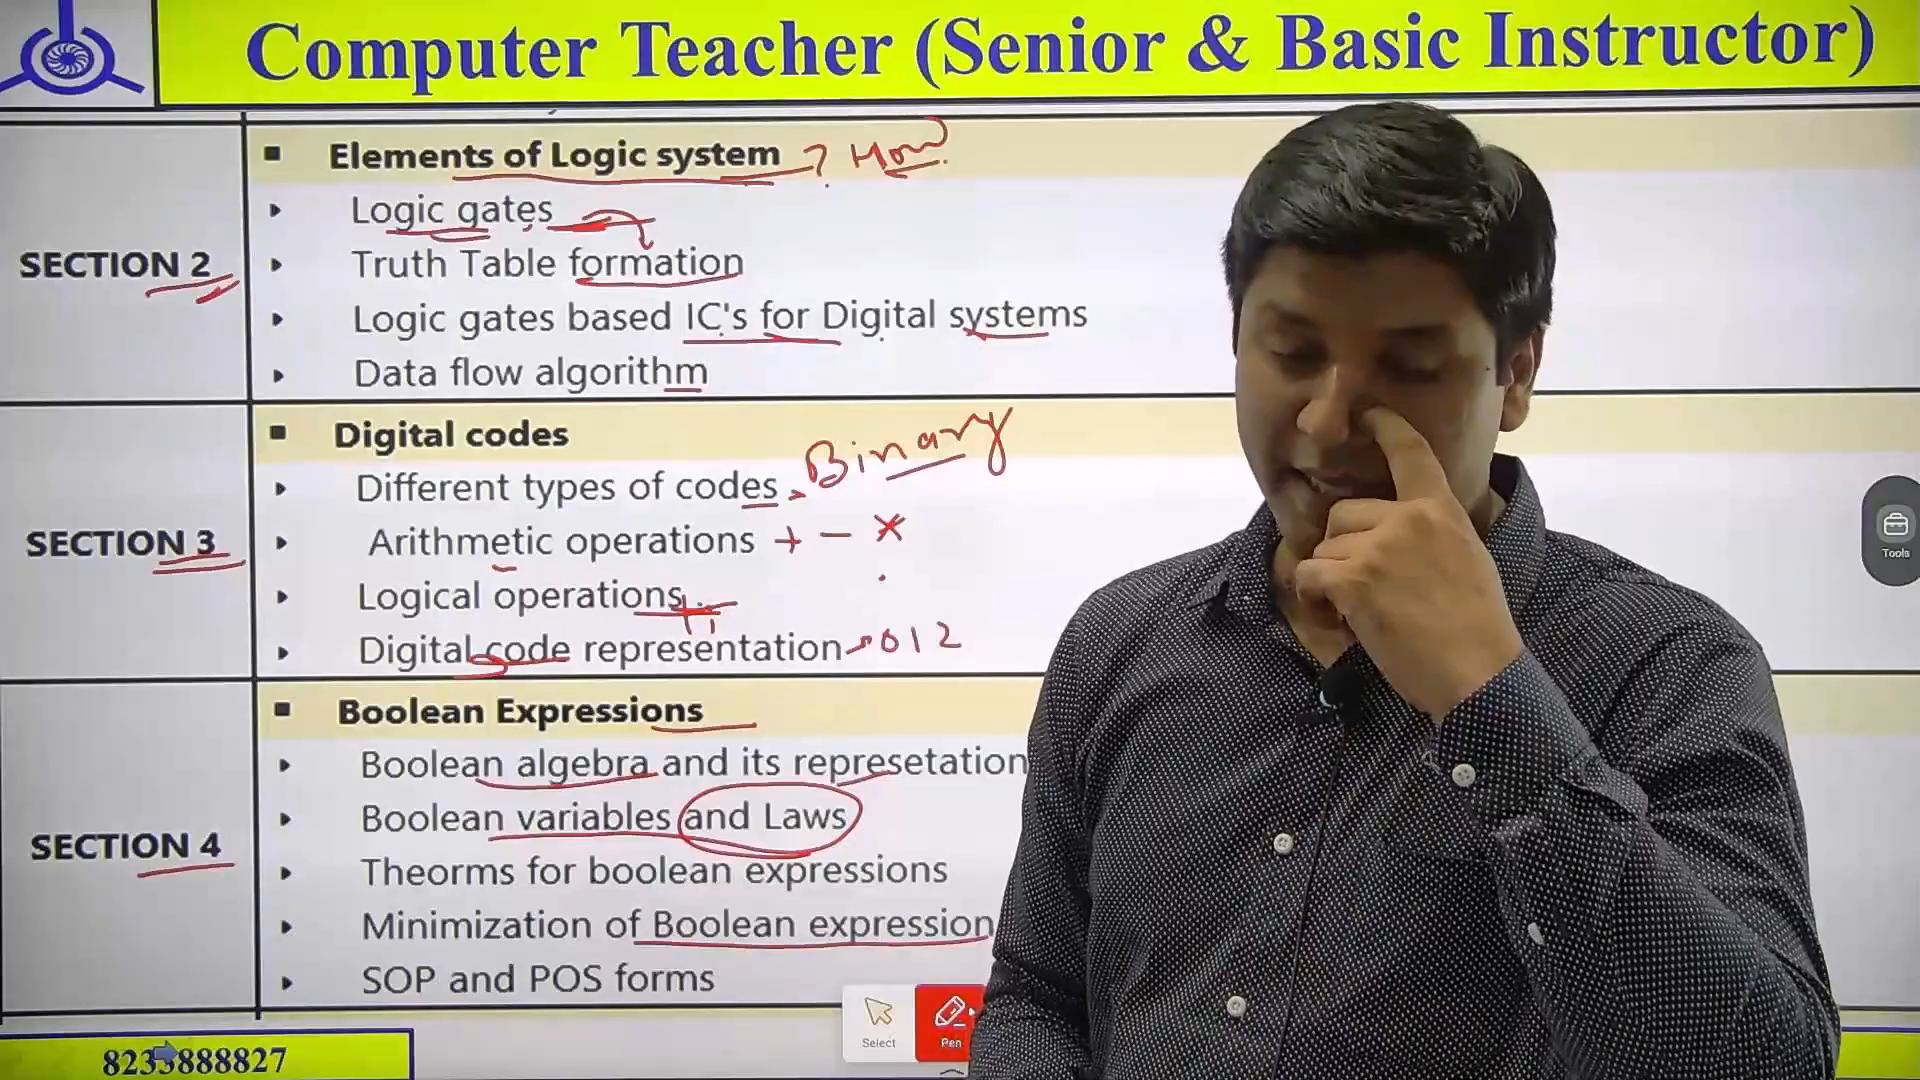 Computer Teacher (Senior & Basic Instructor)
SECTION 2
Elements of Logic system ? How
Logic gates
Truth Table formation
Logic gates based IC's for Digital systems
Data flow algorithm
SECTION 3
Digital codes
Different types of codes Binary
Arithmetic operations + - ×
Logical operations
Digital code representation 0 1 2
SECTION 4
Boolean Expressions
Boolean algebra and its represetation
Boolean variables and Laws
Theorms for boolean expressions
Minimization of Boolean expression
SOP and POS forms
Select
Pen
Tools
8233888827